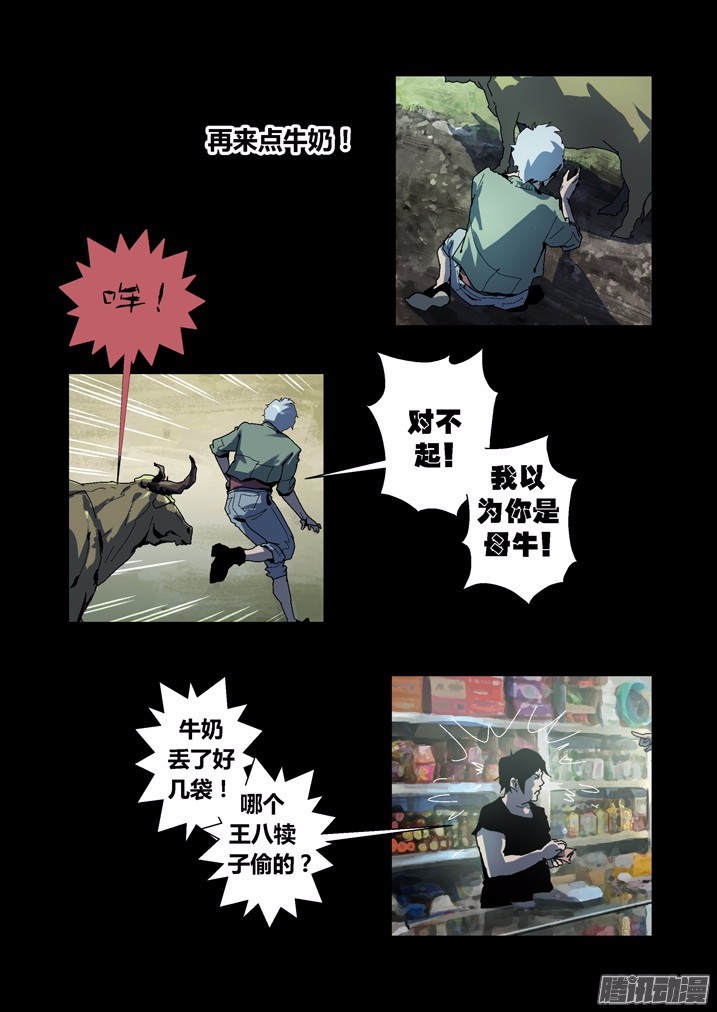 再来点牛奶！
哞！
对不
起！
我以
为你是
母牛！
牛奶
丢了好
几袋！
哪个
王八犊
子偷的？
腾讯动漫